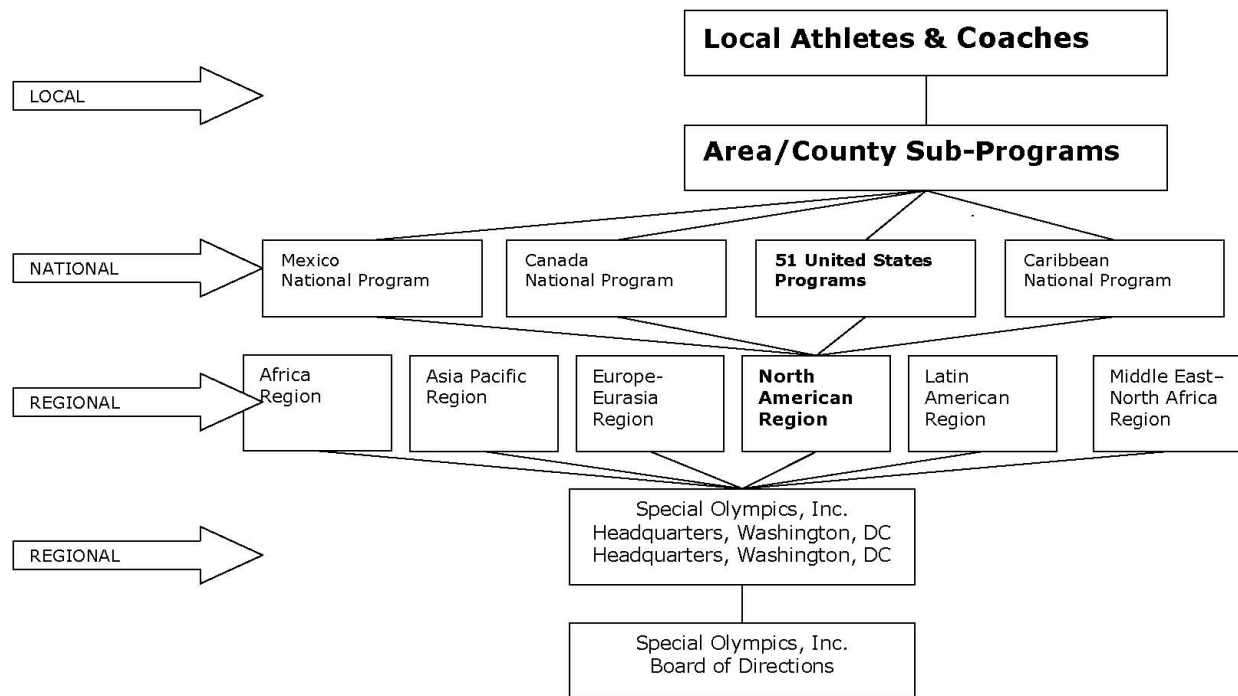 Local Athletes & Coaches
LOCAL
Area/County Sub-Programs
NATIONAL
Mexico
National Program
Canada
National Program
51 United States
Programs
Caribbean
National Program
REGIONAL
Africa
Region
Asia Pacific
Region
Europe-
Eurasia
Region
North
American
Region
Latin
American
Region
Middle East–
North Africa
Region
REGIONAL
Special Olympics, Inc.
Headquarters, Washington, DC
Headquarters, Washington, DC
Special Olympics, Inc.
Board of Directions